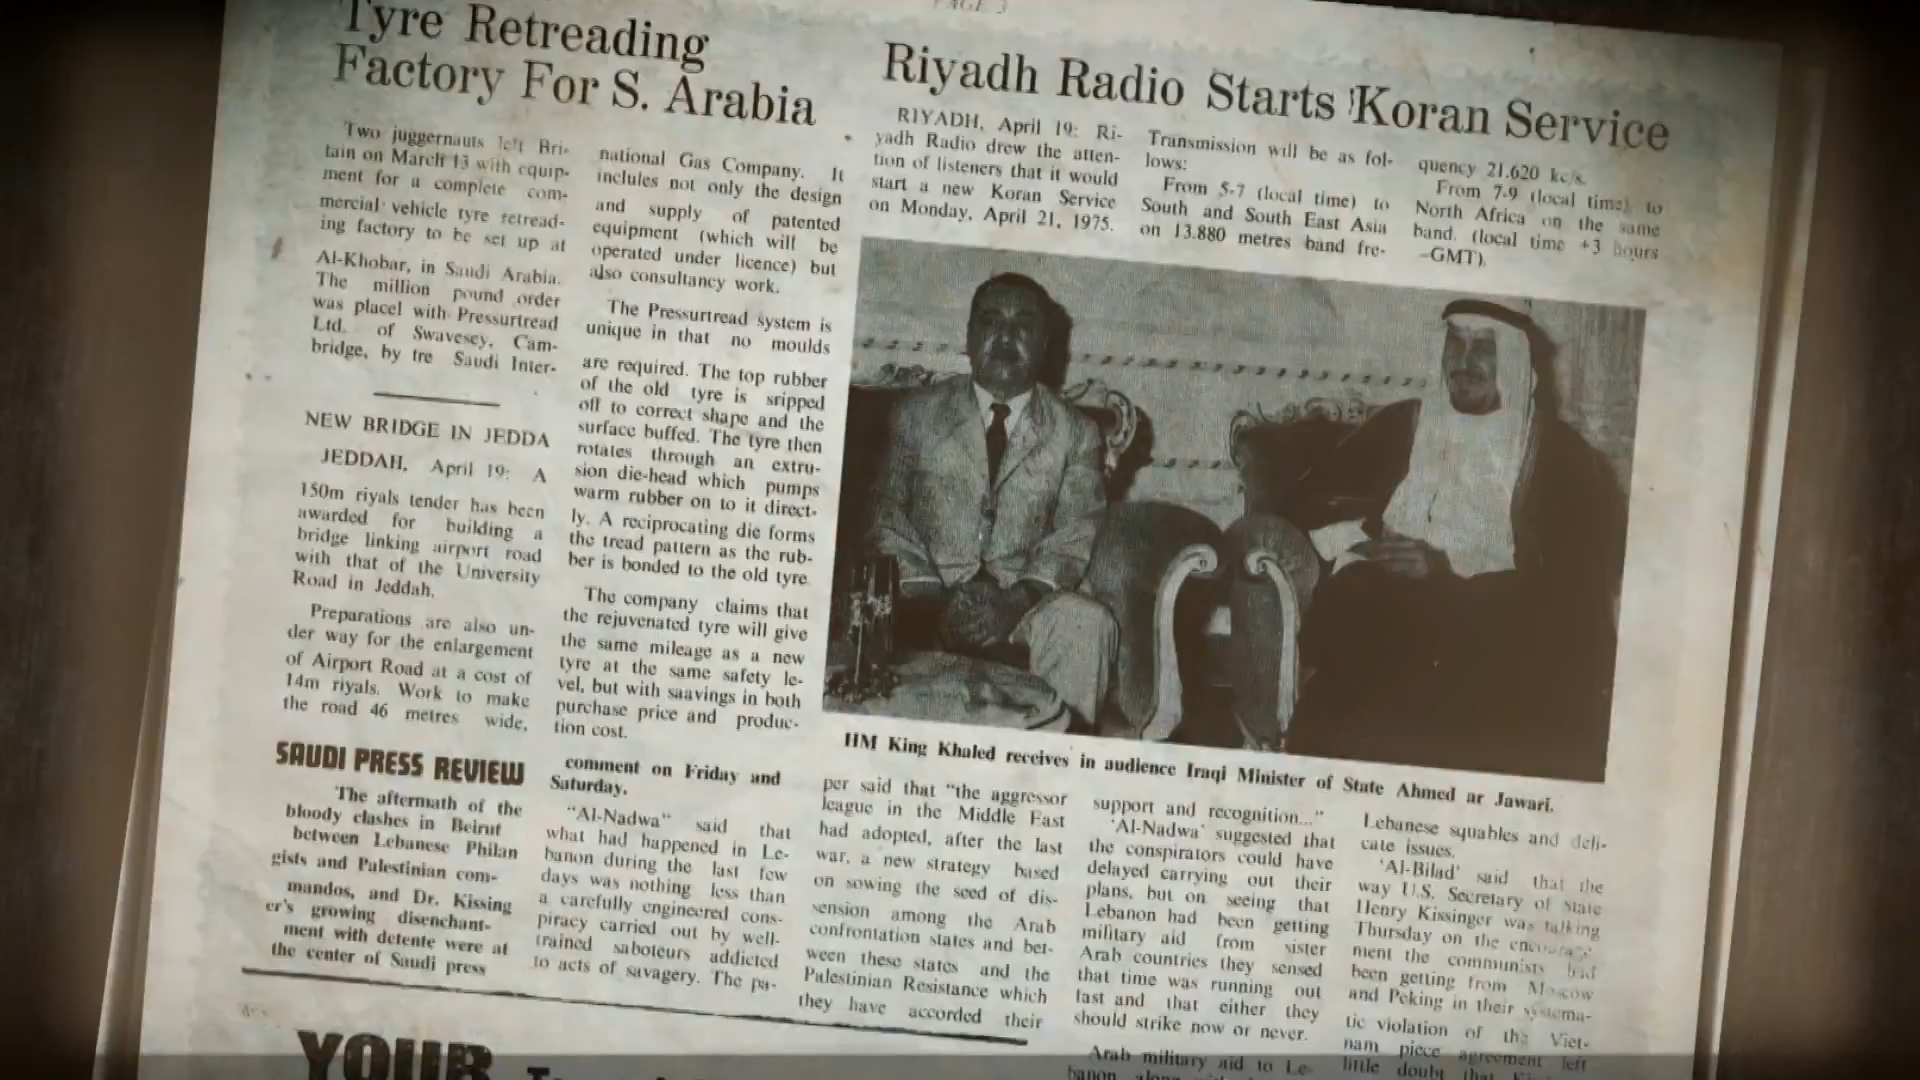 PAGE 3
Tyre Retreading
Factory For S. Arabia
Two juggernauts left Bri-
tain on March 13 with equip-
ment for a complete com-
mercial vehicle tyre retread-
ing factory to be set up at
Al-Khobar, in Saudi Arabia.
The million pound order
was placel with Pressurtread
Ltd. of Swavesey, Cam-
bridge, by tre Saudi Inter-
national Gas Company. It
inclules not only the design
and supply of patented
equipment (which will be
operated under licence) but
also consultancy work.
The Pressurtread system is
unique in that no moulds
are required. The top rubber
of the old tyre is sripped
off to correct shape and the
surface buffed. The tyre then
rotates through an extru-
sion die-head which pumps
warm rubber on to it direct-
ly. A reciprocating die forms
the tread pattern as the rub-
ber is bonded to the old tyre
The company claims that
the rejuvenated tyre will give
the same mileage as a new
tyre at the same safety le-
vel, but with saavings in both
purchase price and produc-
tion cost.
NEW BRIDGE IN JEDDA
JEDDAH, April 19: A
150m riyals tender has been
awarded for building a
bridge linking airport road
with that of the University
Road in Jeddah.
Preparations are also un-
der way for the enlargement
of Airport Road at a cost of
14m riyals. Work to make
the road 46 metres wide,
Riyadh Radio Starts Koran Service
RIYADH, April 19: Ri-
yadh Radio drew the atten-
tion of listeners that it would
start a new Koran Service
on Monday, April 21, 1975.
Transmission will be as fol-
lows:
From 5-7 (local time) to
South and South East Asia
on 13.880 metres band fre-
quency 21.620 kc/s.
From 7-9 (local time) to
North Africa on the same
band. (local time +3 hours
-GMT).
HM King Khaled receives in audience Iraqi Minister of State Ahmed ar Jawari.
SAUDI PRESS REVIEW
The aftermath of the
bloody clashes in Beirut
between Lebanese Philan
gists and Palestinian com-
mandos, and Dr. Kissing
er's growing disenchant-
ment with detente were at
the center of Saudi press
comment on Friday and
Saturday.
"Al-Nadwa" said that
what had happened in Le-
banon during the last few
days was nothing less than
a carefully engineered cons-
piracy carried out by well-
trained saboteurs addicted
to acts of savagery. The pa-
per said that "the aggressor
league in the Middle East
had adopted, after the last
war, a new strategy based
on sowing the seed of dis-
sension among the Arab
confrontation states and bet-
ween these states and the
Palestinian Resistance which
they have accorded their
support and recognition..."
'Al-Nadwa' suggested that
the conspirators could have
delayed carrying out their
plans, but on seeing that
Lebanon had been getting
military aid from sister
Arab countries they sensed
that time was running out
fast and that either they
should strike now or never.
Arab military aid to Le-
banon along
Lebanese squables and deli-
cate issues.
'Al-Bilad' said that the
way U.S. Secretary of State
Henry Kissinger was talking
Thursday on the encourage-
ment the communists had
been getting from Moscow
and Peking in their systema-
tic violation of the Viet-
nam piece agreement left
little doubt that
YOUR